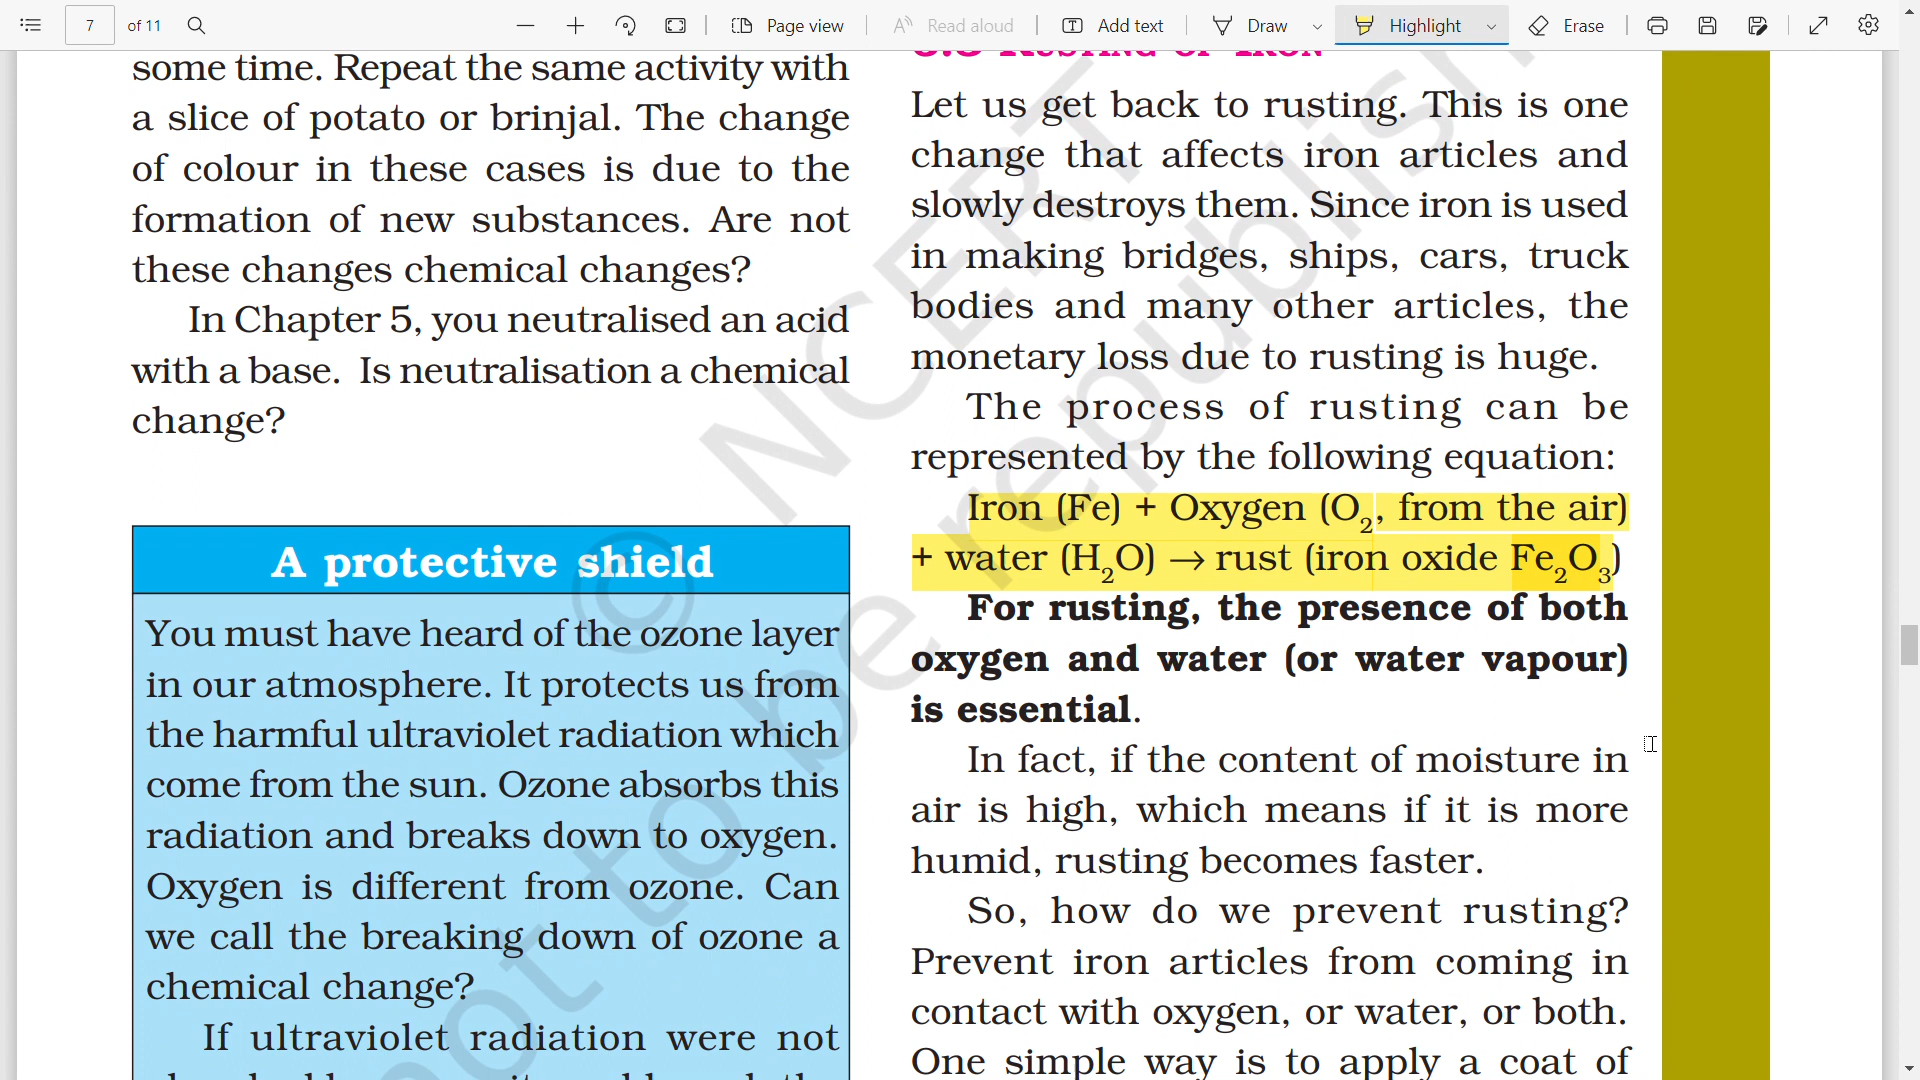 7 of 11 Page view Read aloud Add text Draw Highlight Erase
some time. Repeat the same activity with
a slice of potato or brinjal. The change
of colour in these cases is due to the
formation of new substances. Are not
these changes chemical changes?
In Chapter 5, you neutralised an acid
with a base. Is neutralisation a chemical
change?
A protective shield
You must have heard of the ozone layer
in our atmosphere. It protects us from
the harmful ultraviolet radiation which
come from the sun. Ozone absorbs this
radiation and breaks down to oxygen.
Oxygen is different from ozone. Can
we call the breaking down of ozone a
chemical change?
If ultraviolet radiation were not
Let us get back to rusting. This is one
change that affects iron articles and
slowly destroys them. Since iron is used
in making bridges, ships, cars, truck
bodies and many other articles, the
monetary loss due to rusting is huge.
The process of rusting can be
represented by the following equation:
Iron (Fe) + Oxygen (O₂, from the air)
+ water (H₂O) → rust (iron oxide Fe₂O₃)
For rusting, the presence of both
oxygen and water (or water vapour)
is essential.
In fact, if the content of moisture in
air is high, which means if it is more
humid, rusting becomes faster.
So, how do we prevent rusting?
Prevent iron articles from coming in
contact with oxygen, or water, or both.
One simple way is to apply a coat of
© NCERT
not to be republish